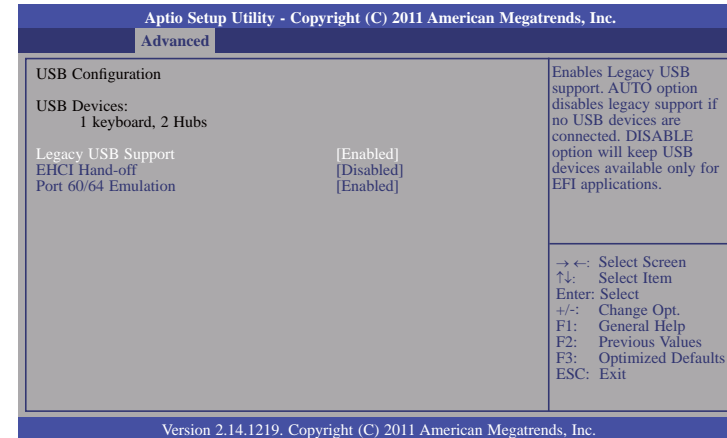 Aptio Setup Utility - Copyright (C) 2011 American Megatrends, Inc.
Advanced
USB Configuration
USB Devices:
1 keyboard, 2 Hubs
Legacy USB Support [Enabled]
EHCI Hand-off [Disabled]
Port 60/64 Emulation [Enabled]
Enables Legacy USB
support. AUTO option
disables legacy support if
no USB devices are
connected. DISABLE
option will keep USB
devices available only for
EFI applications.
→←: Select Screen
↑↓: Select Item
Enter: Select
+/-: Change Opt.
F1: General Help
F2: Previous Values
F3: Optimized Defaults
ESC: Exit
Version 2.14.1219. Copyright (C) 2011 American Megatrends, Inc.